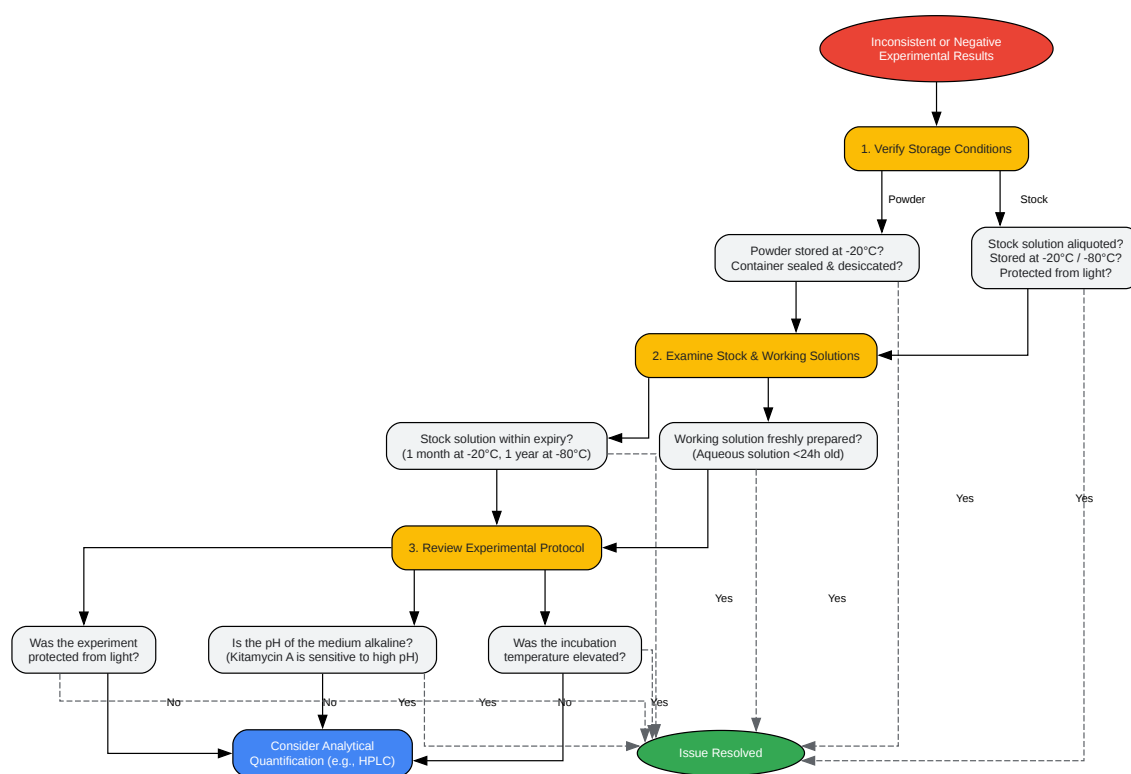 Inconsistent or Negative
Experimental Results
1. Verify Storage Conditions
Powder
Stock
Powder stored at -20°C?
Container sealed & desiccated?
Stock solution aliquoted?
Stored at -20°C / -80°C?
Protected from light?
2. Examine Stock & Working Solutions
Stock solution within expiry?
(1 month at -20°C, 1 year at -80°C)
Working solution freshly prepared?
(Aqueous solution <24h old)
Yes
Yes
3. Review Experimental Protocol
Yes
Yes
Was the experiment
protected from light?
Is the pH of the medium alkaline?
(Kitamycin A is sensitive to high pH)
Was the incubation
temperature elevated?
No
No
Yes
Yes
No
Yes
Consider Analytical
Quantification (e.g., HPLC)
Issue Resolved